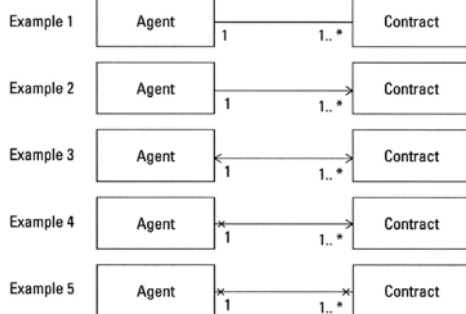 Example 1 Agent 1 1.. * Contract
Example 2 Agent 1 1.. * Contract
Example 3 Agent 1 1.. * Contract
Example 4 Agent 1 1.. * Contract
Example 5 Agent 1 1.. * Contract